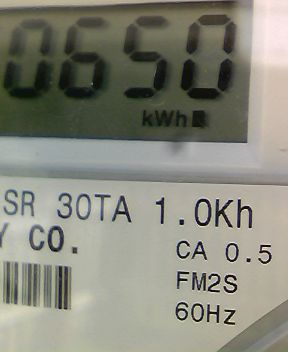 0650
kWh
SR 30TA 1.0Kh
Y CO.
CA 0.5
FM2S
60Hz